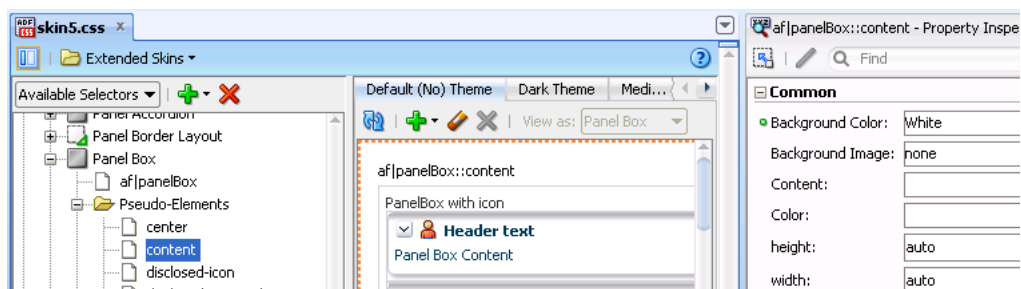 ADF CSS skin5.css x
Extended Skins
Available Selectors
Panel Accordion
Panel Border Layout
Panel Box
af|panelBox
Pseudo-Elements
center
content
disclosed-icon
?
Default (No) Theme Dark Theme Medi...
View as: Panel Box
af|panelBox::content
PanelBox with icon
Header text
Panel Box Content
af|panelBox::content - Property Inspe
Find
Common
Background Color: White
Background Image: none
Content:
Color:
height: auto
width: auto